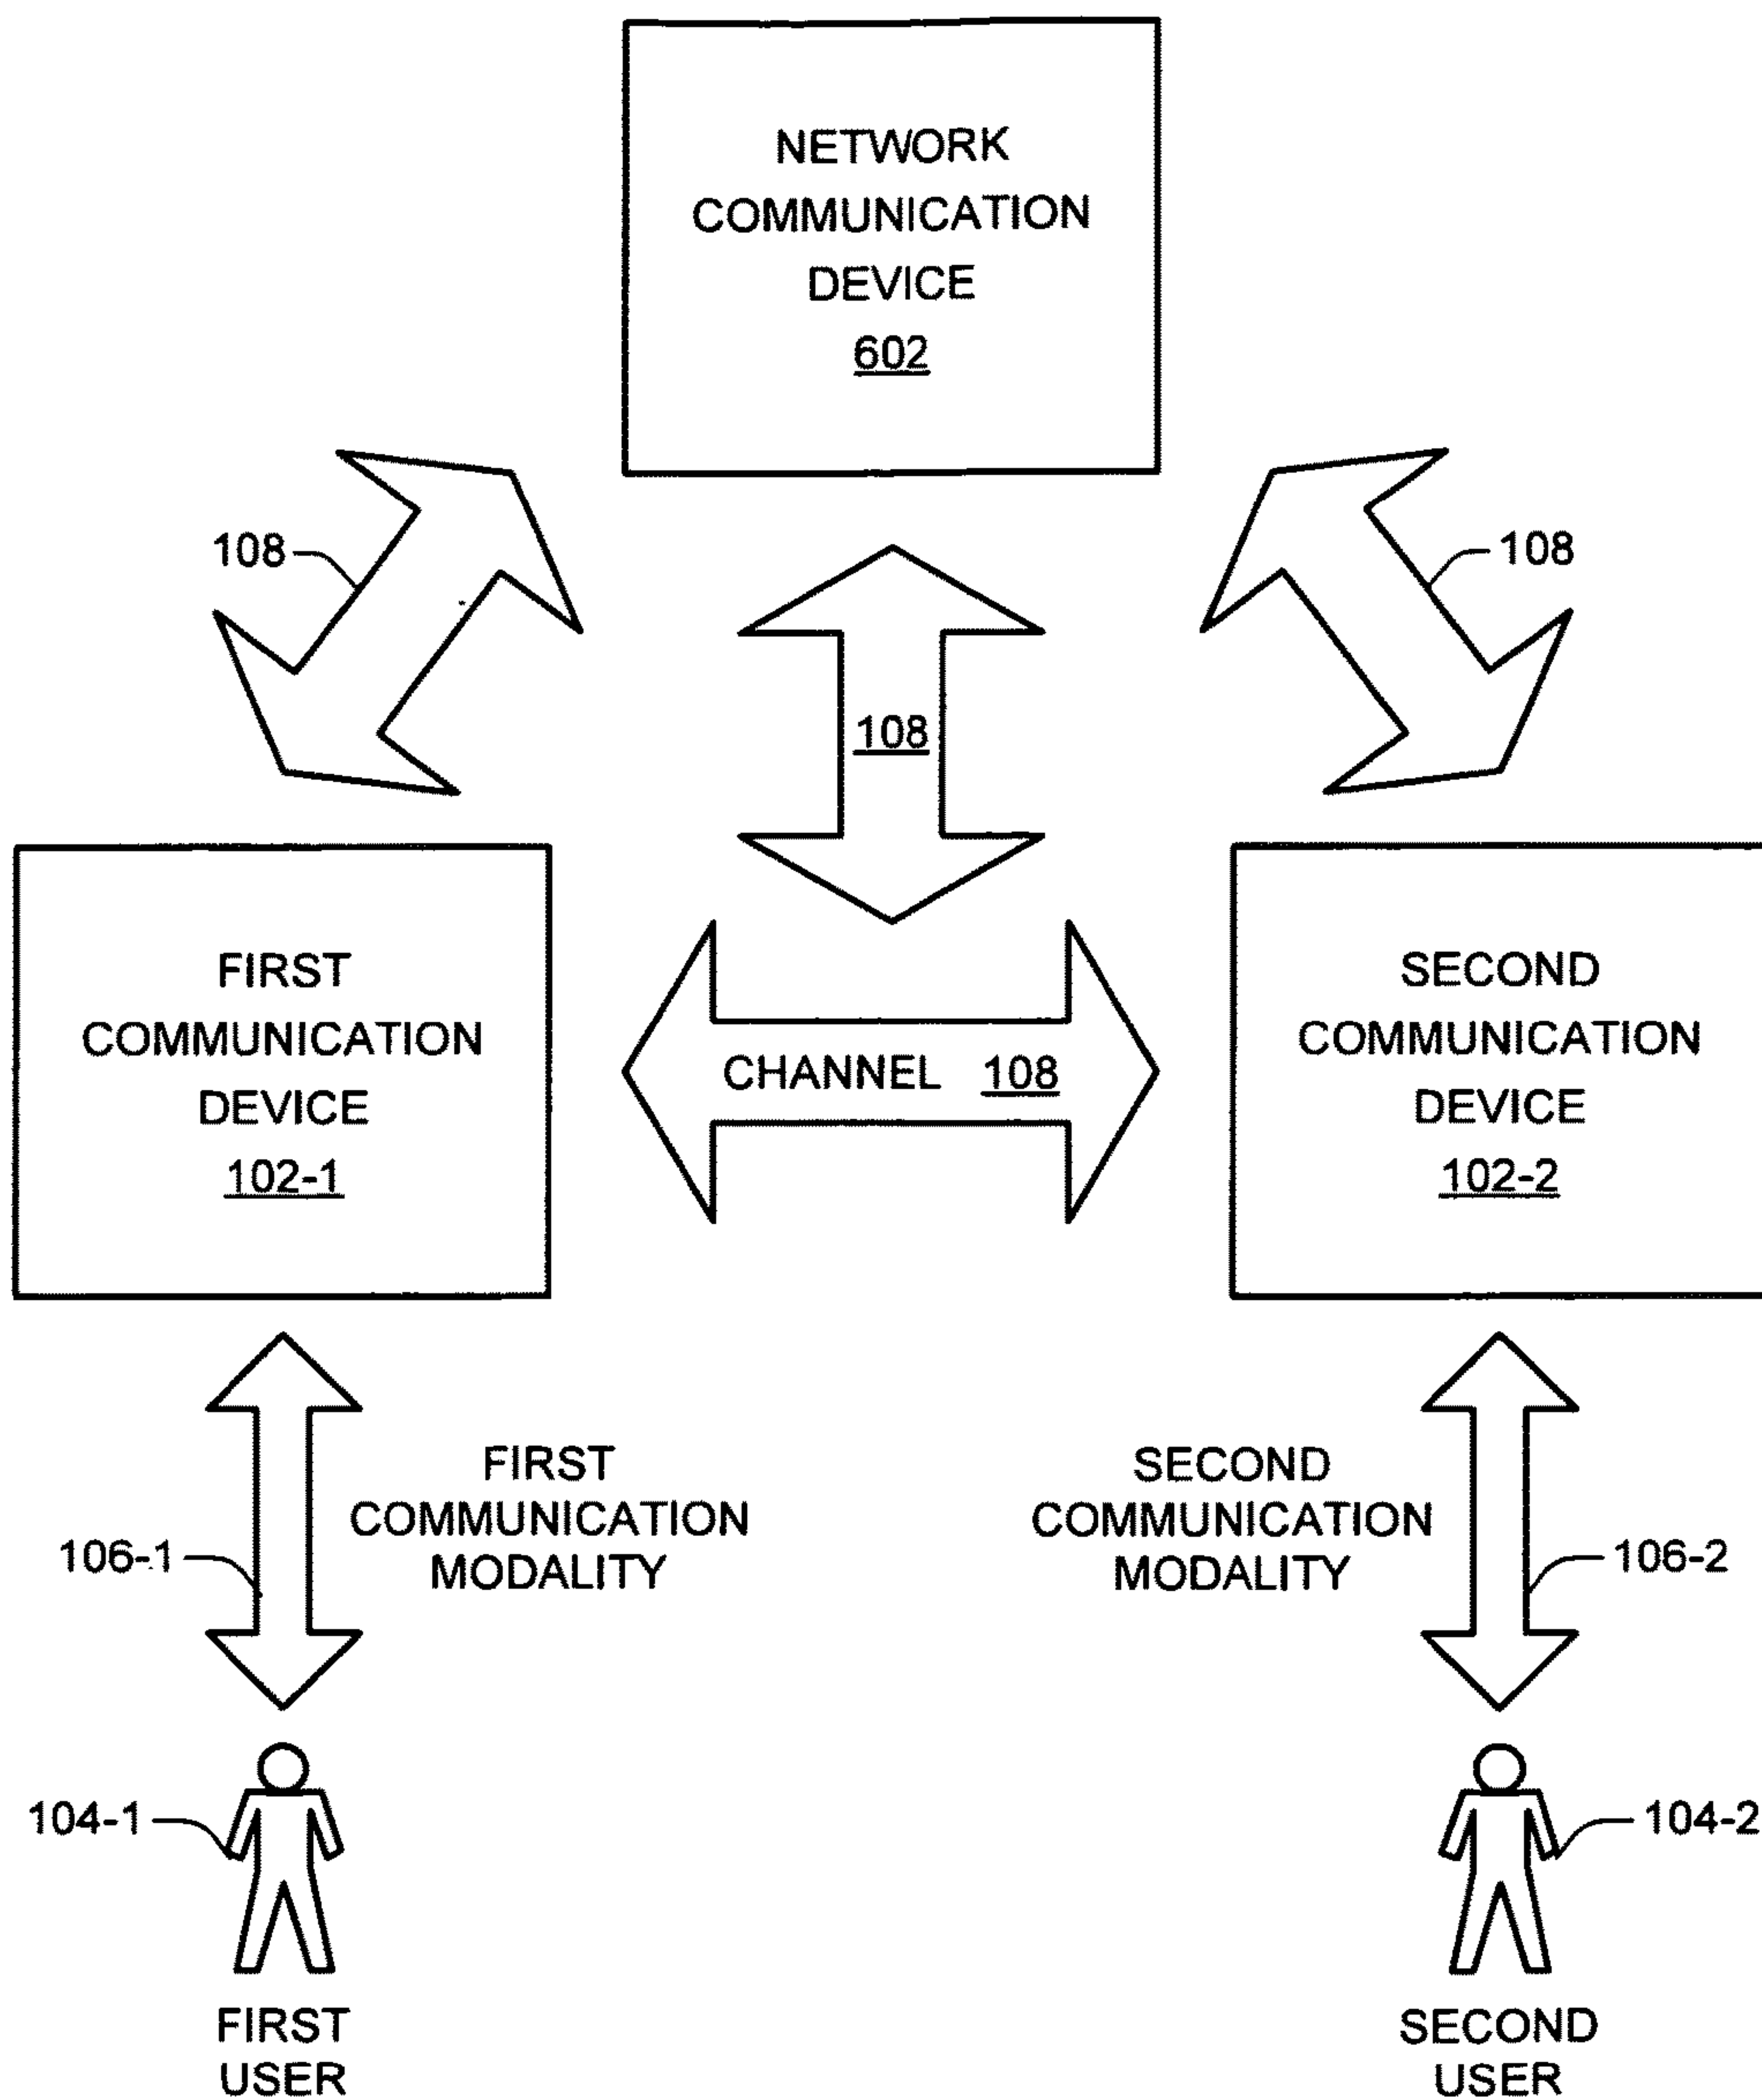 NETWORK
COMMUNICATION
DEVICE
602
108
108
108
FIRST
COMMUNICATION
DEVICE
102-1
CHANNEL 108
SECOND
COMMUNICATION
DEVICE
102-2
FIRST
COMMUNICATION
MODALITY
106-1
SECOND
COMMUNICATION
MODALITY
106-2
104-1
104-2
FIRST
USER
SECOND
USER